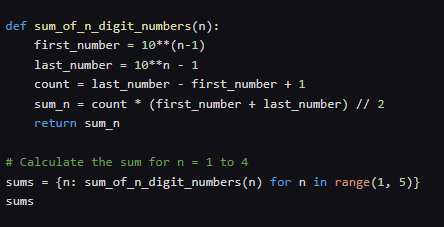 def sum_of_n_digit_numbers(n):
    first_number = 10**(n-1)
    last_number = 10**n - 1
    count = last_number - first_number + 1
    sum_n = count * (first_number + last_number) // 2
    return sum_n

# Calculate the sum for n = 1 to 4
sums = {n: sum_of_n_digit_numbers(n) for n in range(1, 5)}
sums